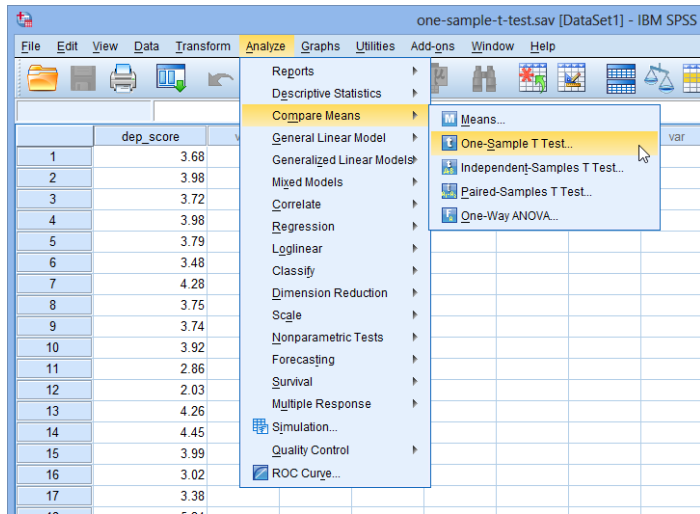 one-sample-t-test.sav [DataSet1] - IBM SPSS
File Edit View Data Transform Analyze Graphs Utilities Add-ons Window Help
Reports
Descriptive Statistics
Compare Means
General Linear Model
Generalized Linear Models
Mixed Models
Correlate
Regression
Loglinear
Classify
Dimension Reduction
Scale
Nonparametric Tests
Forecasting
Survival
Multiple Response
Simulation...
Quality Control
ROC Curve...
Means...
One-Sample T Test...
Independent-Samples T Test...
Paired-Samples T Test...
One-Way ANOVA...
dep_score var
1 3.68
2 3.98
3 3.72
4 3.98
5 3.79
6 3.48
7 4.28
8 3.75
9 3.74
10 3.92
11 2.86
12 2.03
13 4.26
14 4.45
15 3.99
16 3.02
17 3.38